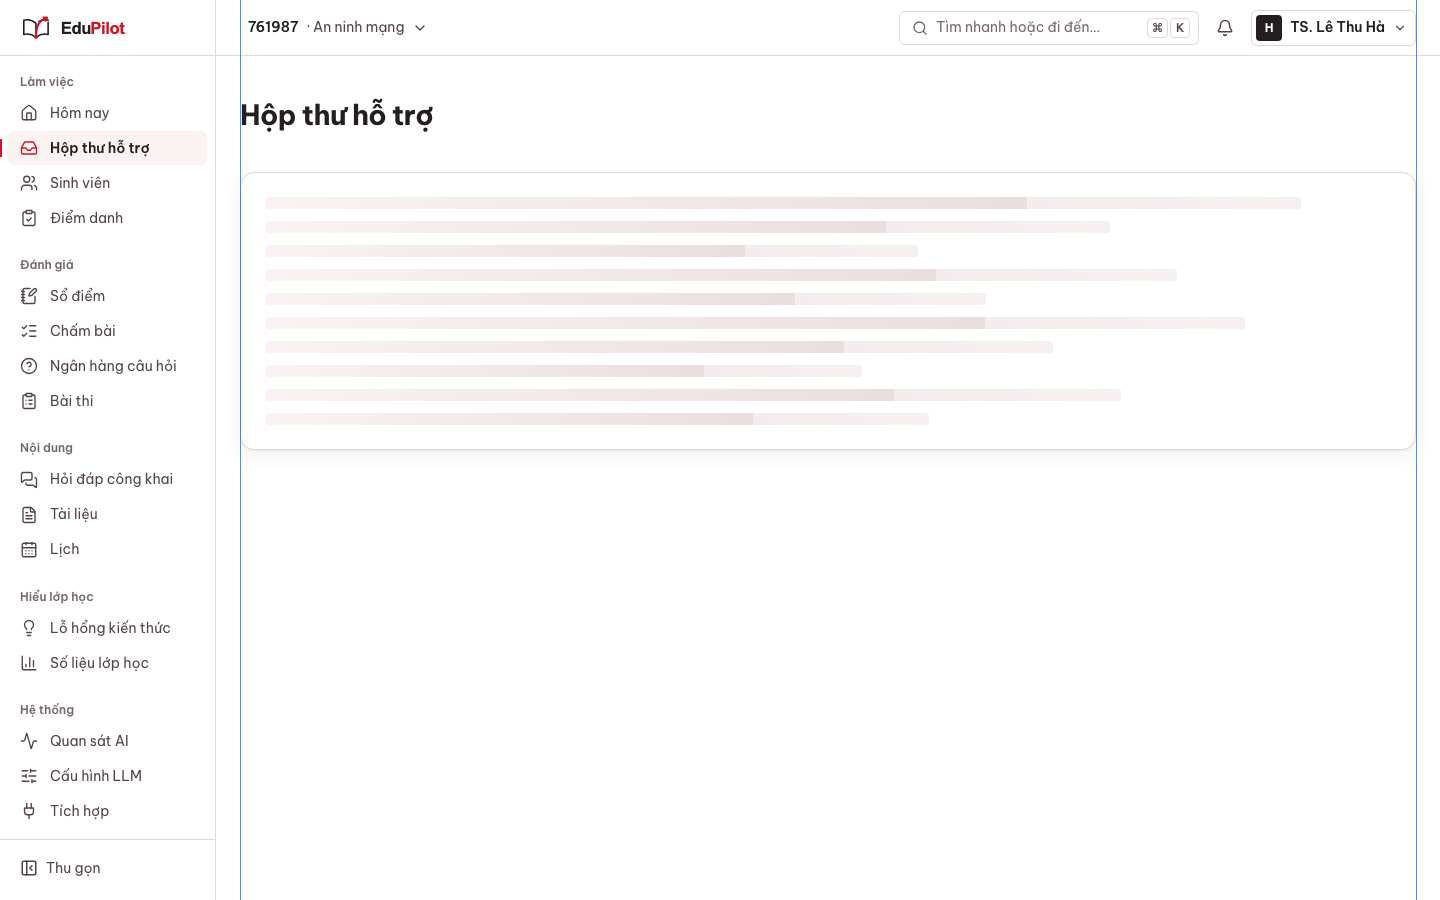 EduPilot
761987 · An ninh mạng
Tìm nhanh hoặc đi đến...
⌘ K
H
TS. Lê Thu Hà
Làm việc
Hôm nay
Hộp thư hỗ trợ
Sinh viên
Điểm danh
Đánh giá
Sổ điểm
Chấm bài
Ngân hàng câu hỏi
Bài thi
Nội dung
Hỏi đáp công khai
Tài liệu
Lịch
Hiểu lớp học
Lỗ hổng kiến thức
Số liệu lớp học
Hệ thống
Quan sát AI
Cấu hình LLM
Tích hợp
Thu gọn
Hộp thư hỗ trợ